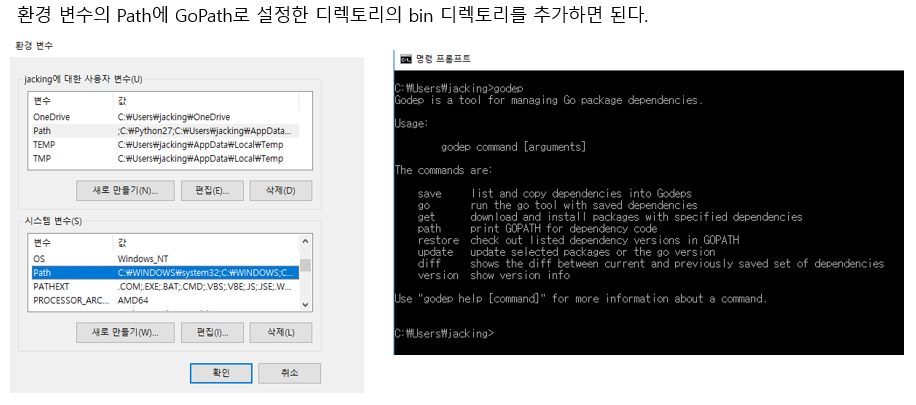 환경 변수의 Path에 GoPath로 설정한 디렉토리의 bin 디렉토리를 추가하면 된다.
환경 변수
jacking에 대한 사용자 변수(U)
변수 값
OneDrive C:₩Users₩jacking₩OneDrive
Path ;C:₩Python27;C:₩Users₩jacking₩AppData...
TEMP C:₩Users₩jacking₩AppData₩Local₩Temp
TMP C:₩Users₩jacking₩AppData₩Local₩Temp
새로 만들기(N)... 편집(E)... 삭제(D)
시스템 변수(S)
변수 값
OS Windows_NT
Path C:₩WINDOWS₩system32;C:₩WINDOWS;C...
PATHEXT .COM;.EXE;.BAT;.CMD;.VBS;.VBE;.JS;.JSE;.W...
PROCESSOR_ARC... AMD64
새로 만들기(W)... 편집(I)... 삭제(L)
확인 취소
명령 프롬프트
C:₩Users₩jacking>godep
Godep is a tool for managing Go package dependencies.
Usage:
godep command [arguments]
The commands are:
save list and copy dependencies into Godeps
go run the go tool with saved dependencies
get download and install packages with specified dependencies
path print GOPATH for dependency code
restore check out listed dependency versions in GOPATH
update update selected packages or the go version
diff shows the diff between current and previously saved set of dependencies
version show version info
Use "godep help [command]" for more information about a command.
C:₩Users₩jacking>